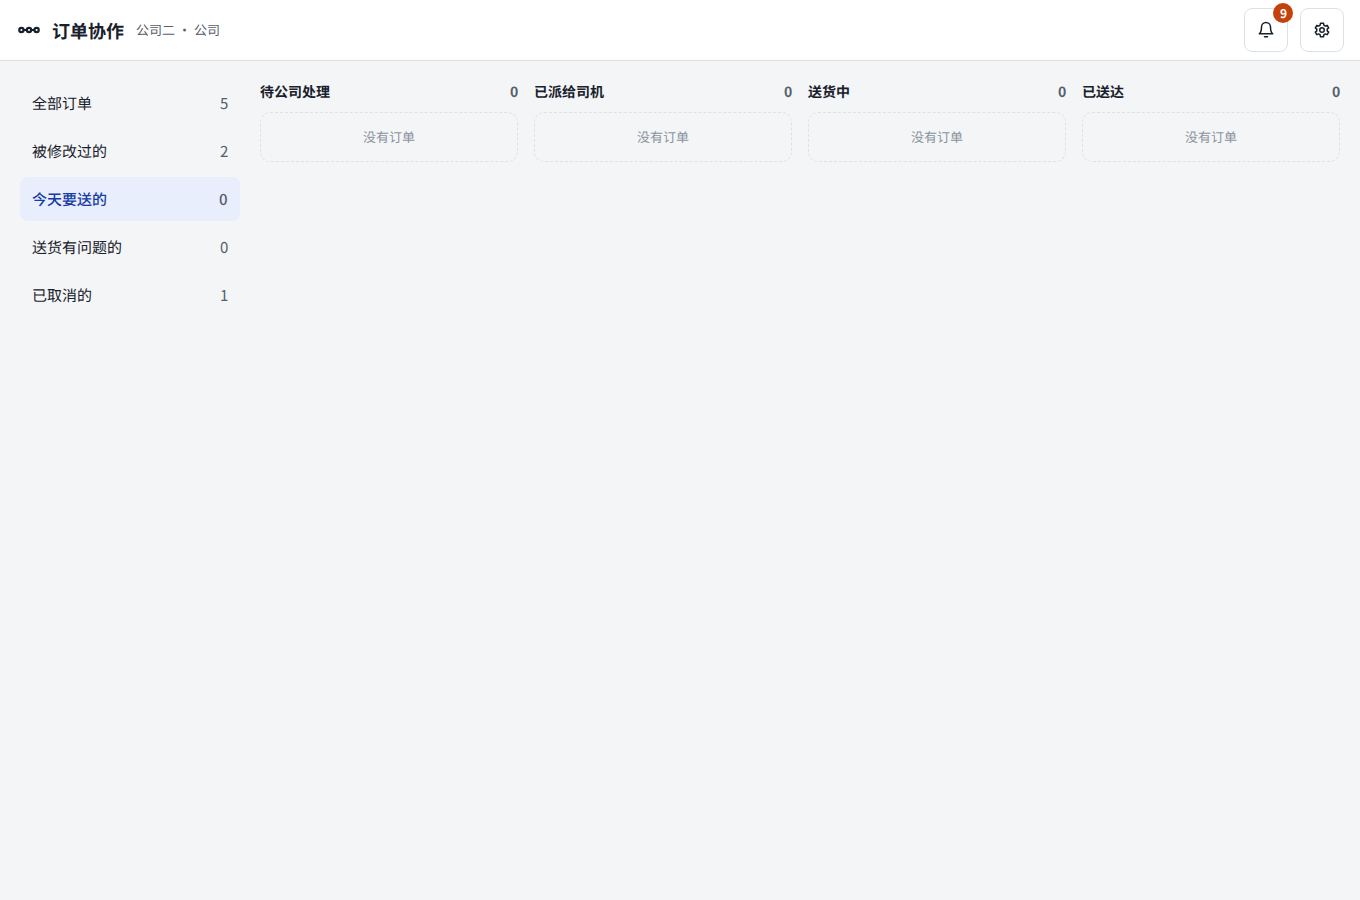 订单协作 公司二 · 公司 9
全部订单 5
被修改过的 2
今天要送的 0
送货有问题的 0
已取消的 1
待公司处理 0 已派给司机 0 送货中 0 已送达 0
没有订单 没有订单 没有订单 没有订单